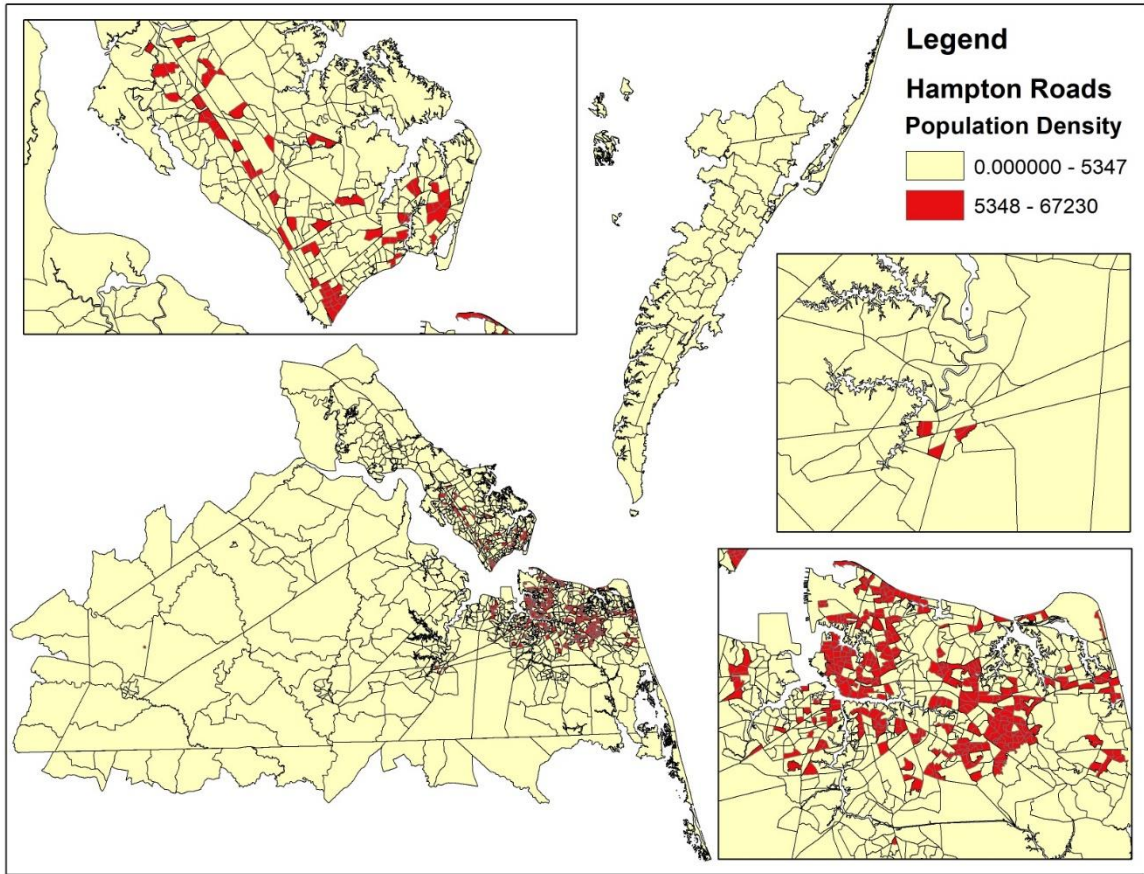 Legend
Hampton Roads
Population Density
0.000000 - 5347
5348 - 67230